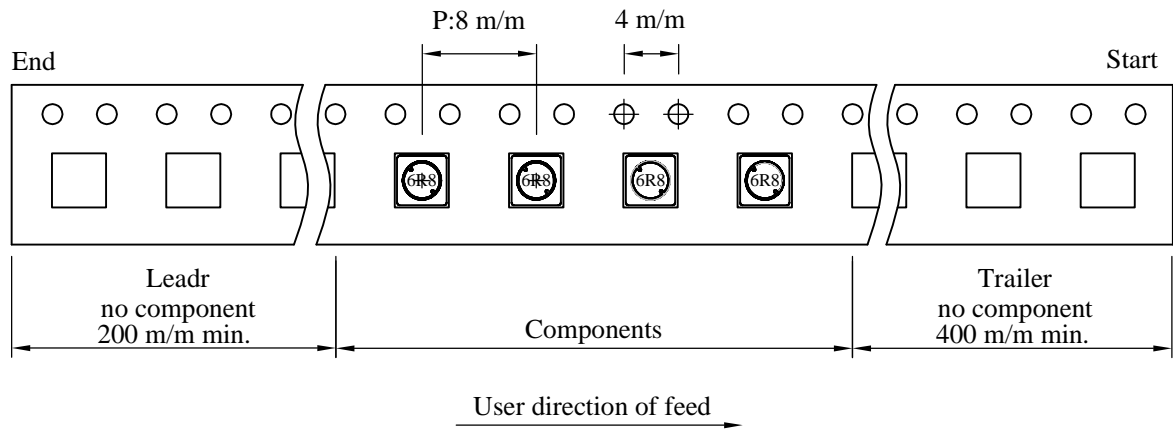 P:8 m/m
4 m/m
End
Start
6R8
6R8
6R8
6R8
Leadr
no component
200 m/m min.
Components
Trailer
no component
400 m/m min.
User direction of feed